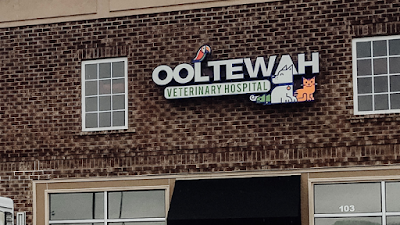 OOLTEWAH
VETERINARY HOSPITAL
103